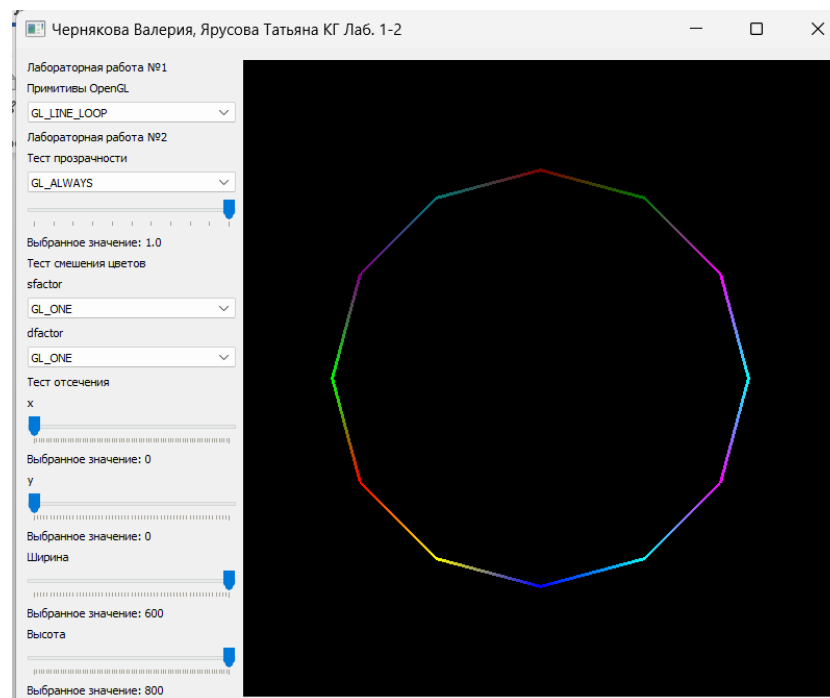 Чернякова Валерия, Ярусова Татьяна КГ Лаб. 1-2
Лабораторная работа №1
Примитивы OpenGL
GL_LINE_LOOP
Лабораторная работа №2
Тест прозрачности
GL_ALWAYS
Выбранное значение: 1.0
Тест смешения цветов
sfactor
GL_ONE
dfactor
GL_ONE
Тест отсечения
x
Выбранное значение: 0
y
Выбранное значение: 0
Ширина
Выбранное значение: 600
Высота
Выбранное значение: 800